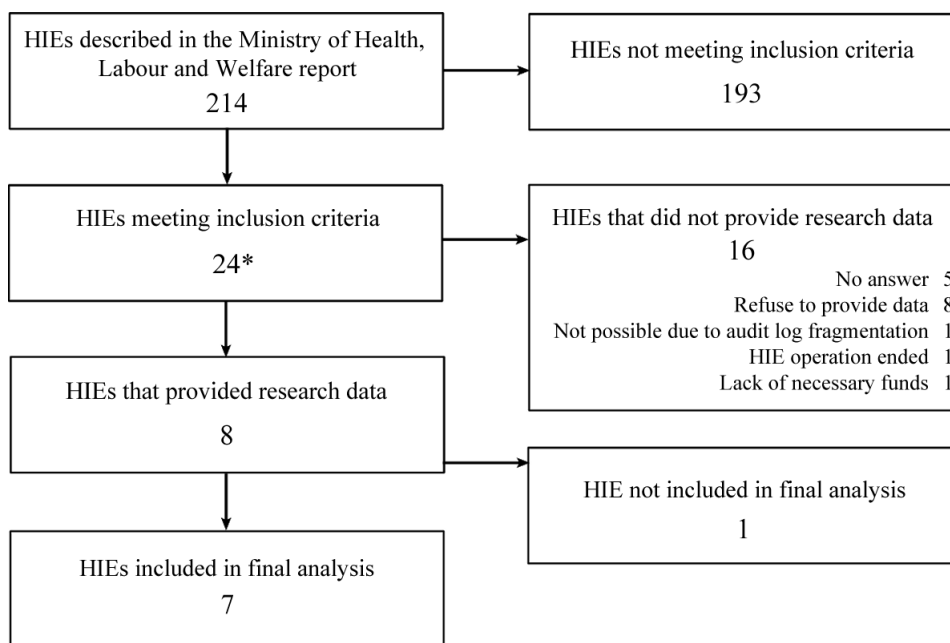 HIEs described in the Ministry of Health,
Labour and Welfare report
214
HIEs not meeting inclusion criteria
193
HIEs meeting inclusion criteria
24*
HIEs that did not provide research data
16
No answer 5
Refuse to provide data 8
Not possible due to audit log fragmentation 1
HIE operation ended 1
Lack of necessary funds 1
HIEs that provided research data
8
HIE not included in final analysis
1
HIEs included in final analysis
7